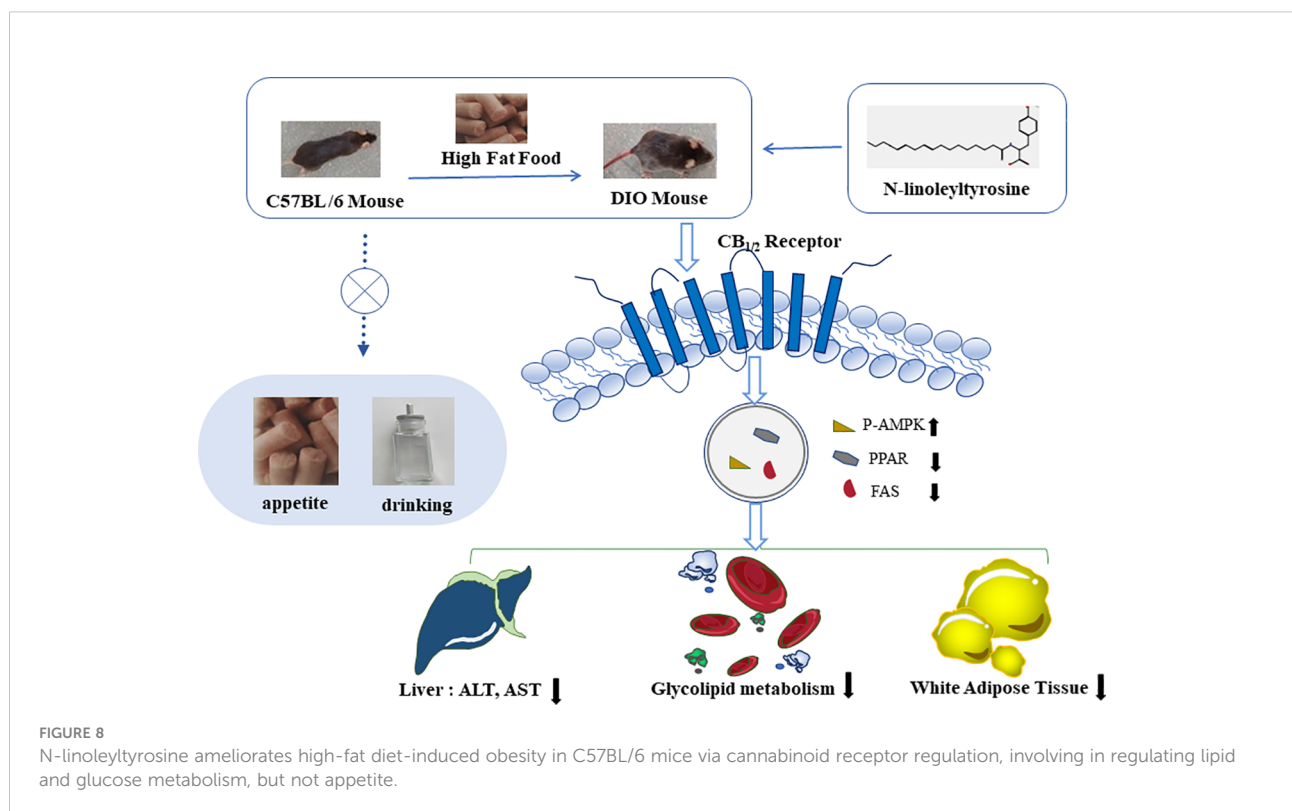 High Fat Food
C57BL/6 Mouse
DIO Mouse
N-linoleyltyrosine
CB1/2 Receptor
appetite
drinking
P-AMPK
PPAR
FAS
Liver : ALT, AST
Glycolipid metabolism
White Adipose Tissue
FIGURE 8
N-linoleyltyrosine ameliorates high-fat diet-induced obesity in C57BL/6 mice via cannabinoid receptor regulation, involving in regulating lipid
and glucose metabolism, but not appetite.